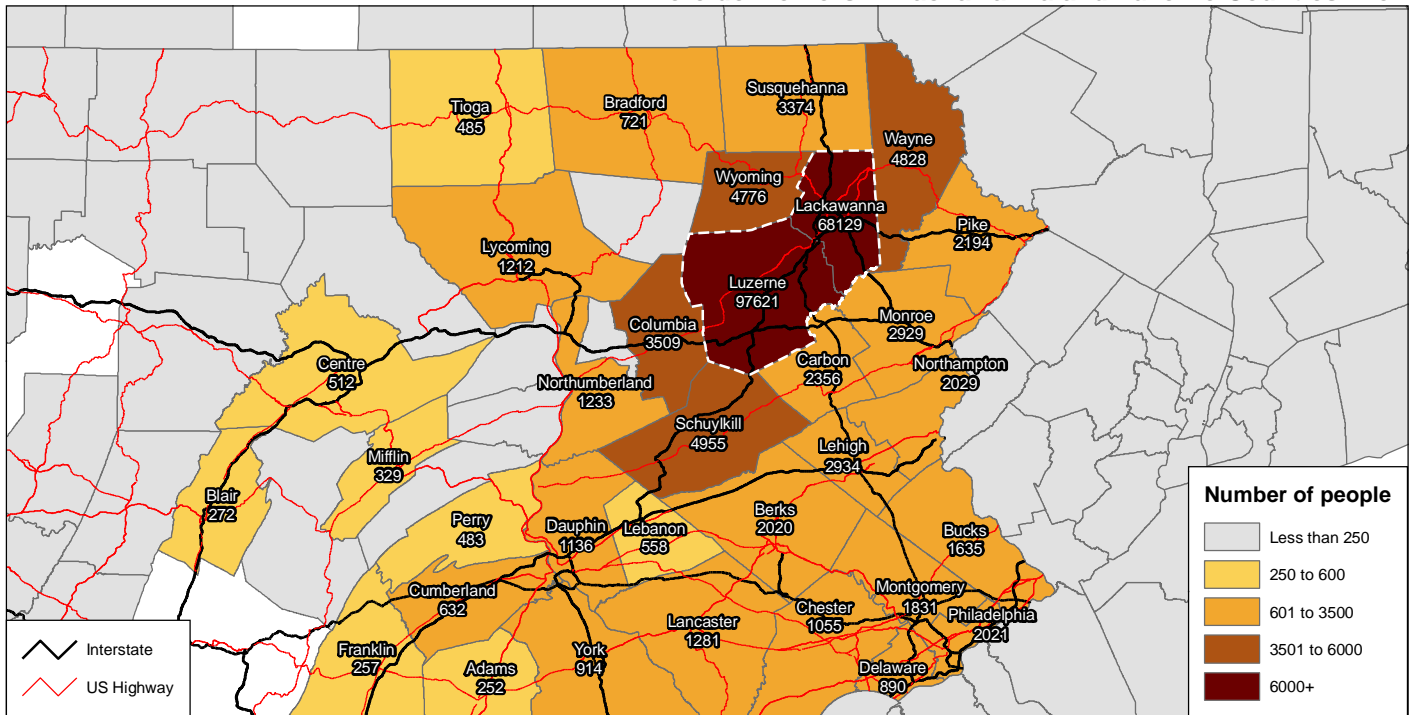 Tioga
485
Bradford
721
Susquehanna
3374
Wayne
4828
Wyoming
4776
Lackawanna
68129
Pike
2194
Lycoming
1212
Luzerne
97621
Columbia
3509
Monroe
2929
Centre
512
Northumberland
1233
Carbon
2356
Northampton
2029
Schuylkill
4955
Lehigh
2934
Mifflin
329
Blair
272
Perry
483
Dauphin
1136
Lebanon
558
Berks
2020
Bucks
1635
Cumberland
632
Lancaster
1281
Chester
1055
Montgomery
1831
Philadelphia
2021
Franklin
257
Adams
252
York
914
Delaware
890
Interstate
US Highway
Number of people
Less than 250
250 to 600
601 to 3500
3501 to 6000
6000+